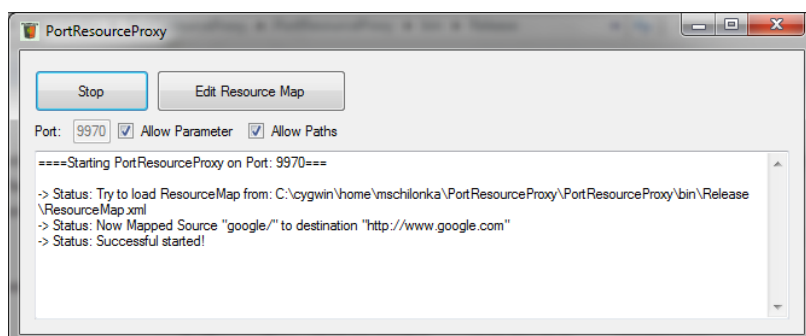 PortResourceProxy
Stop
Edit Resource Map
Port: 9970 Allow Parameter Allow Paths
====Starting PortResourceProxy on Port: 9970===
-> Status: Try to load ResourceMap from: C:\cygwin\home\mschilonka\PortResourceProxy\PortResourceProxy\bin\Release
\ResourceMap.xml
-> Status: Now Mapped Source "google/" to destination "http://www.google.com"
-> Status: Successful started!